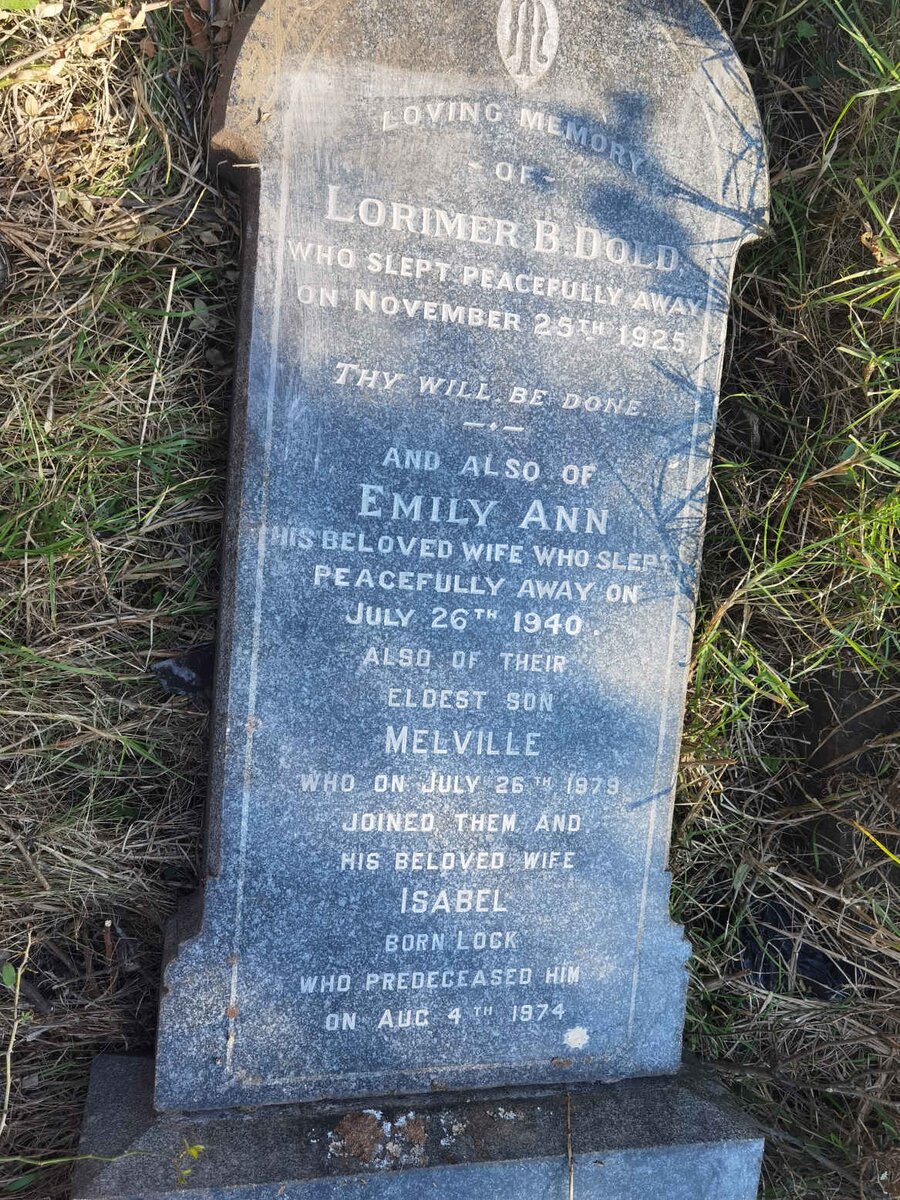 IN
LOVING MEMORY
- OF -
LORIMER B. DOLD,
WHO SLEPT PEACEFULLY AWAY
ON NOVEMBER 25TH 1925.
THY WILL BE DONE.
AND ALSO OF
EMILY ANN
HIS BELOVED WIFE WHO SLEPT
PEACEFULLY AWAY ON
JULY 26TH 1940.
ALSO OF THEIR
ELDEST SON
MELVILLE
WHO ON JULY 26TH 1979
JOINED THEM AND
HIS BELOVED WIFE
ISABEL
BORN LOCK
WHO PREDECEASED HIM
ON AUG 4TH 1974